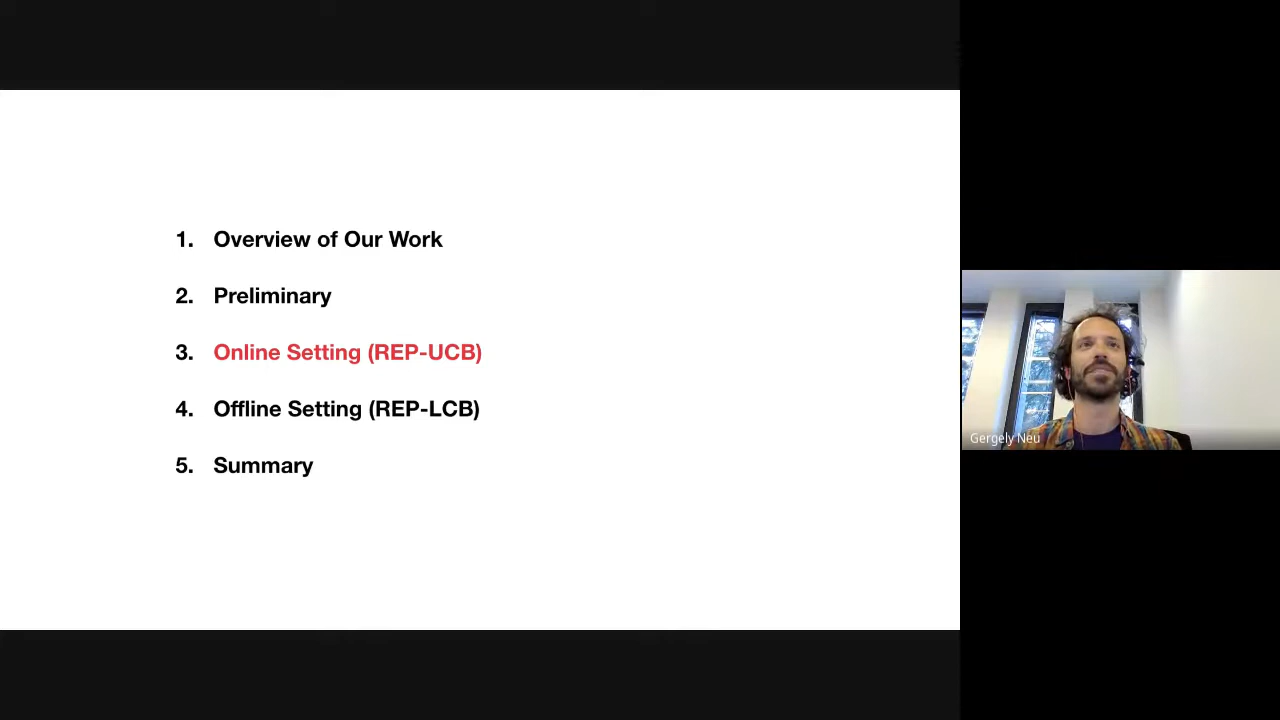 1. Overview of Our Work
2. Preliminary
3. Online Setting (REP-UCB)
4. Offline Setting (REP-LCB)
5. Summary
Gergely Neu